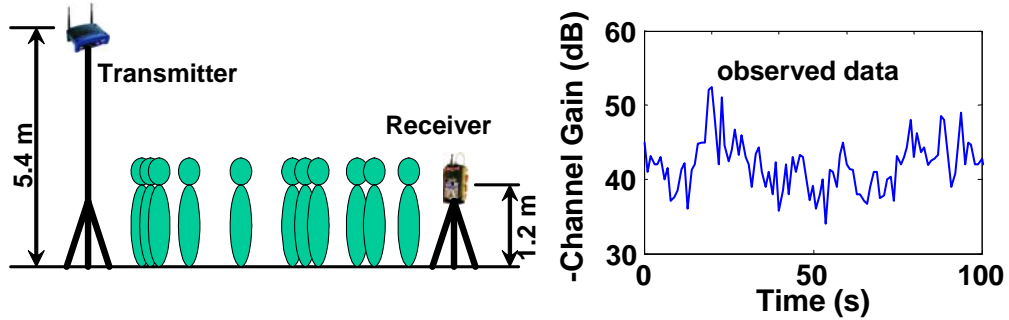 Transmitter
5.4 m
Receiver
1.2 m
-Channel Gain (dB)
60
50
40
30
observed data
0
50
100
Time (s)